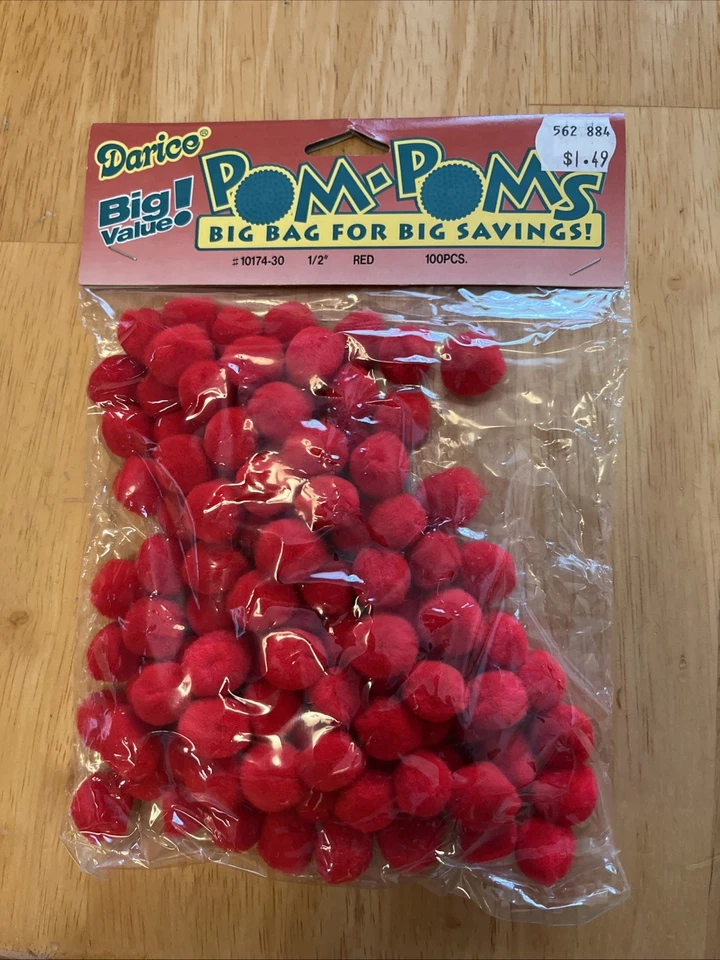 Darice®
Big Value!
POM-POMS
562 884
$1.49
BIG BAG FOR BIG SAVINGS!
#10174-30 1/2" RED 100PCS.